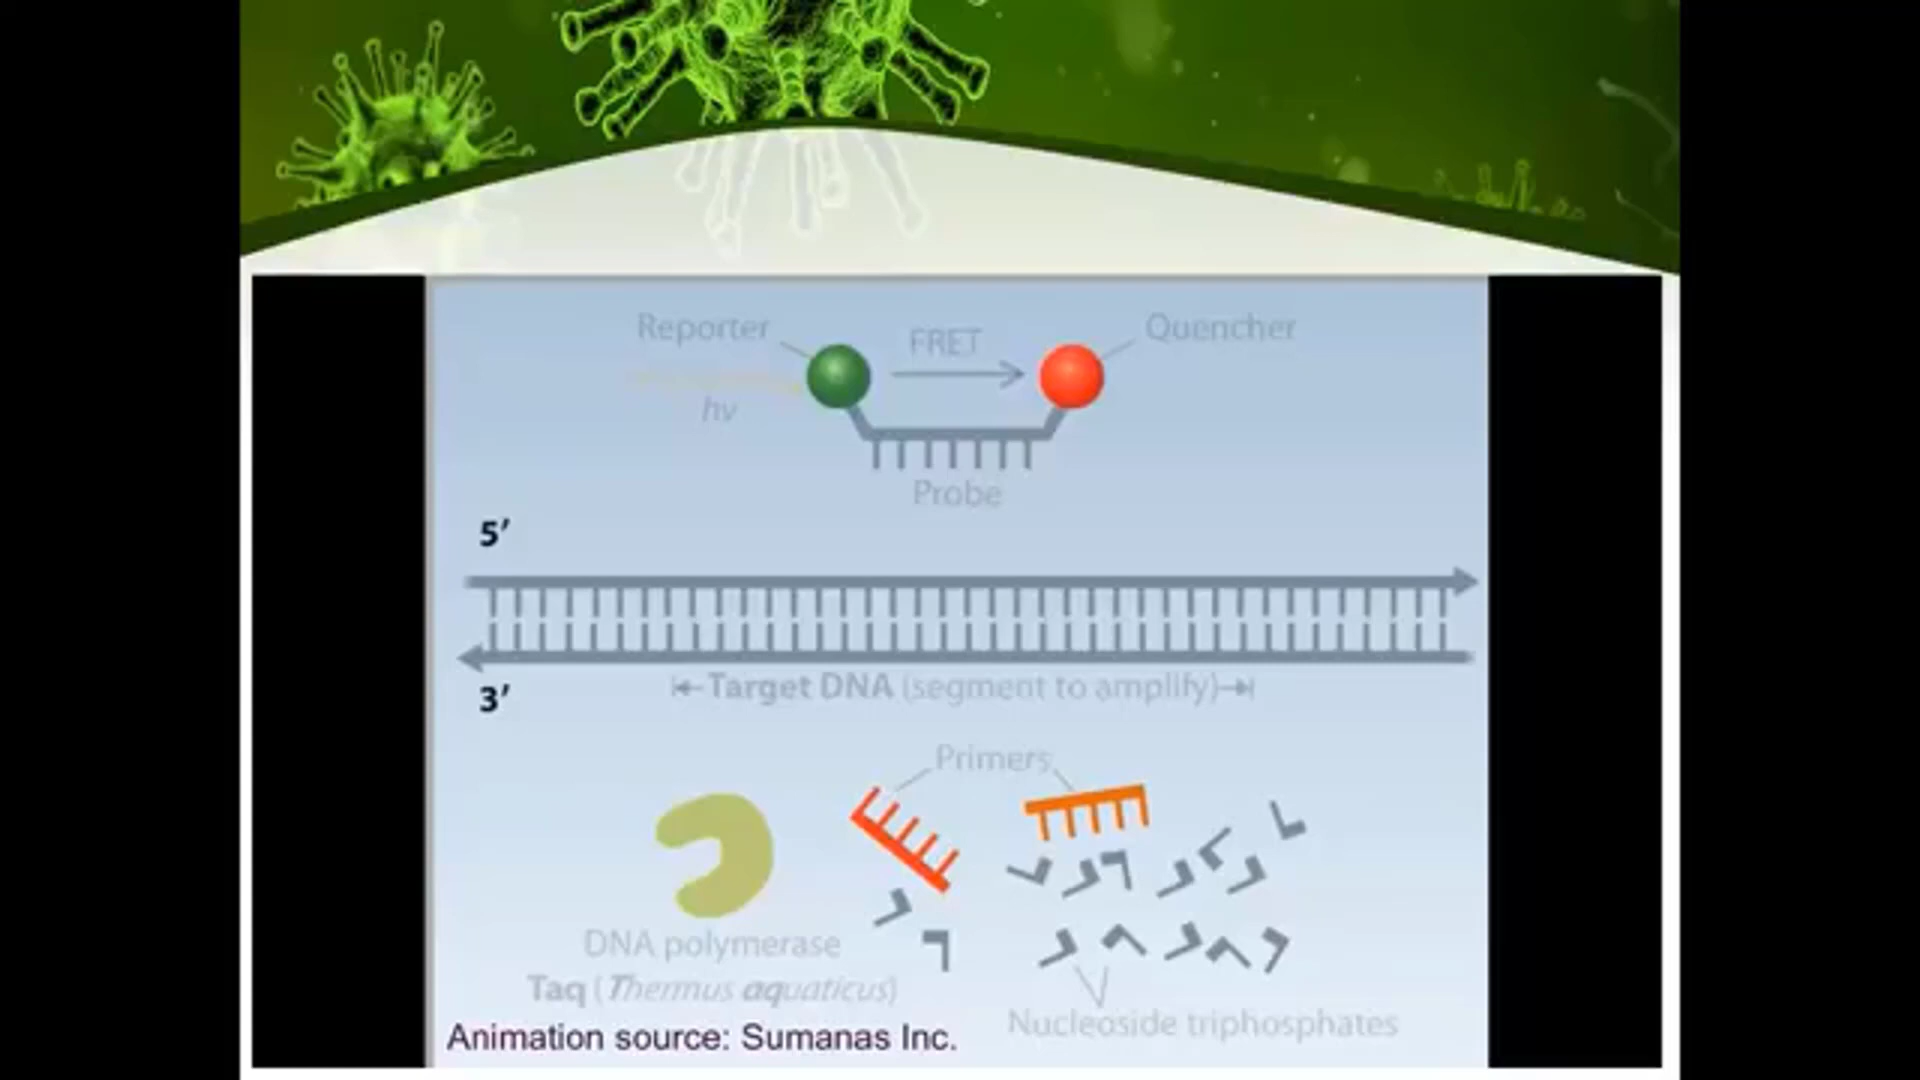 Reporter
FRET
Quencher
hv
Probe
5'
3'
Target DNA (segment to amplify)
Primers
DNA polymerase
Taq (Thermus aquaticus)
Nucleoside triphosphates
Animation source: Sumanas Inc.